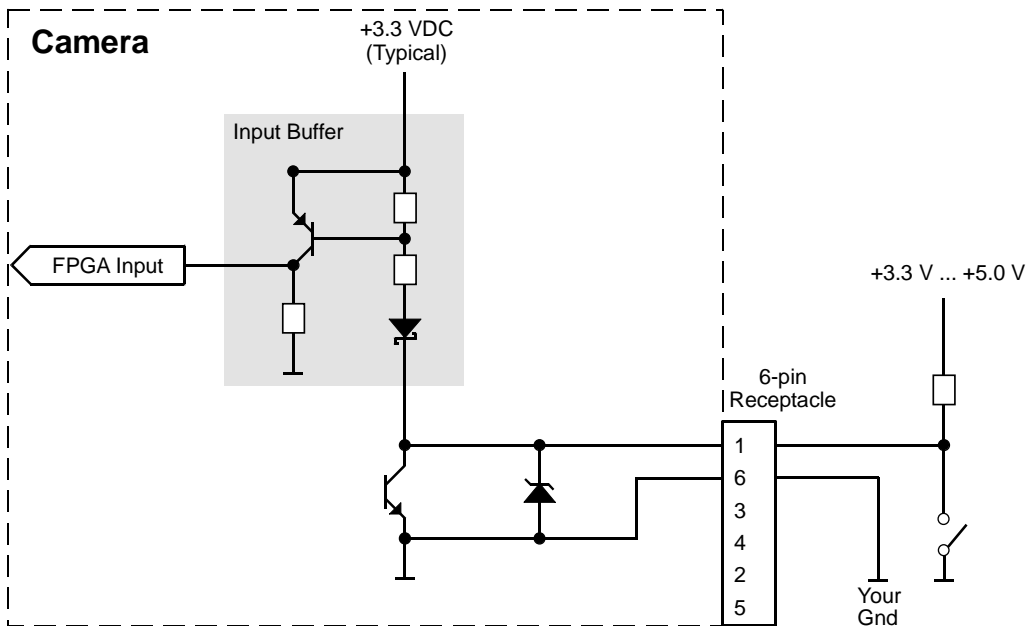 Camera
+3.3 VDC
(Typical)
Input Buffer
FPGA Input
+3.3 V ... +5.0 V
6-pin
Receptacle
1
6
3
4
2
5
Your
Gnd